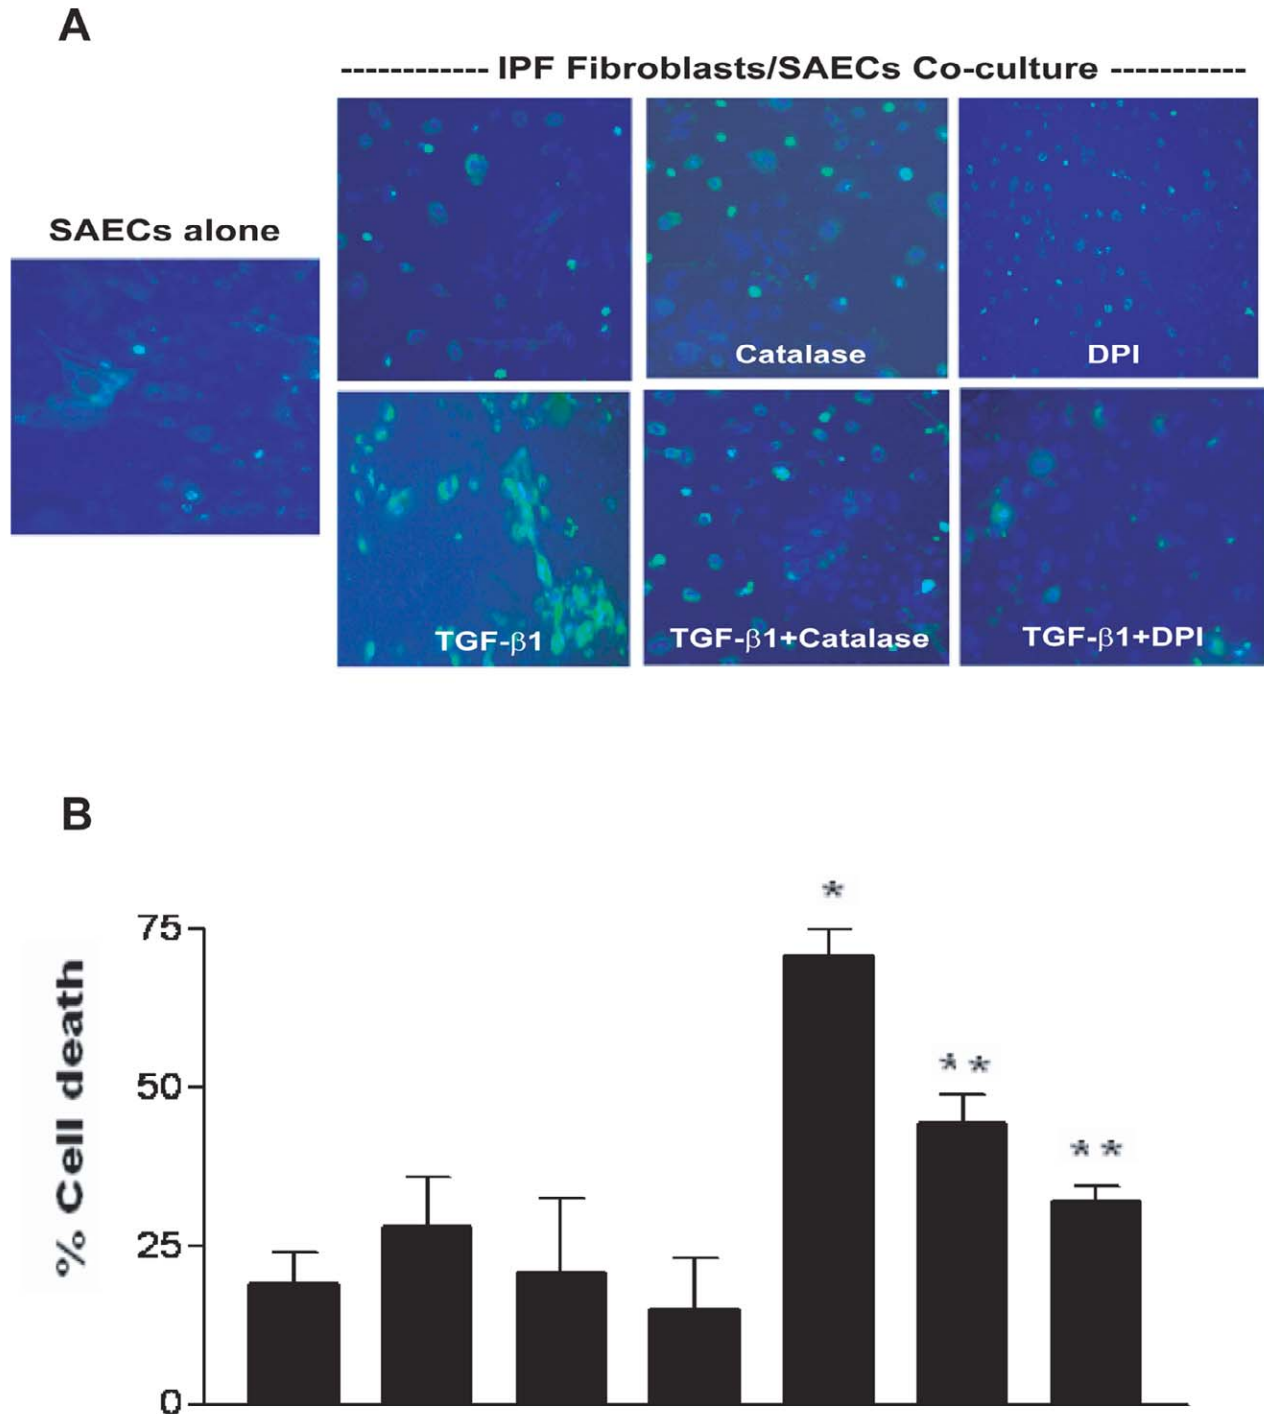 A
------------ IPF Fibroblasts/SAECs Co-culture -----------
SAECs alone
Catalase
DPI
TGF-β1
TGF-β1+Catalase
TGF-β1+DPI
B
% Cell death
75
50
25
0
*
**
**